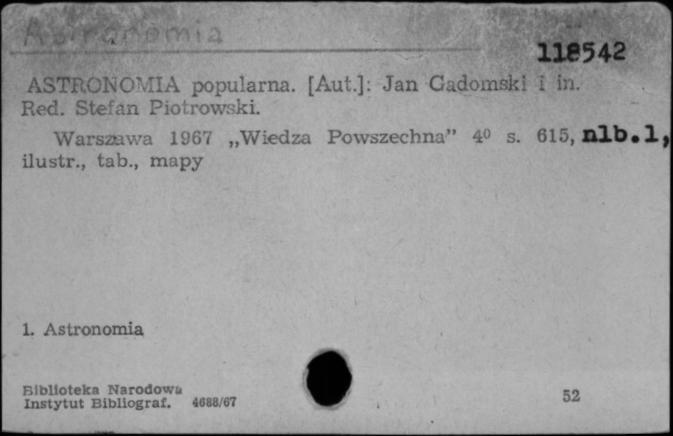 Astronomia
118542
ASTRONOMIA popularna. [Aut.]: Jan Gadomski i in.
Red. Stefan Piotrowski.
Warszawa 1967 „Wiedza Powszechna” 4⁰ s. 615, nlb.1,
ilustr., tab., mapy
1. Astronomia
Biblioteka Narodowa
Instytut Bibliograf. 4688/67
52